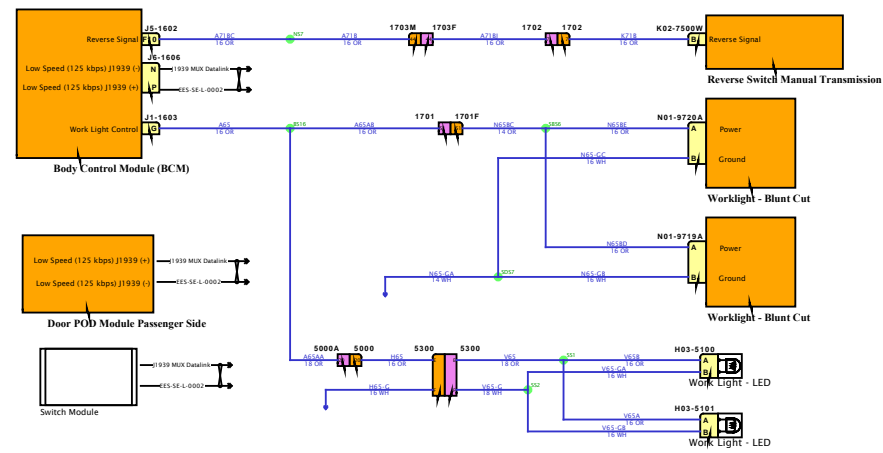 J5-1602
A71BC
16 OR
A71B
16 OR
1703M
1703F
A71BJ
16 OR
1702
1702
K71B
16 OR
K02-7500W
Reverse Signal
F
0
B
Reverse Signal
J6-1606
Low Speed (125 kbps) J1939 (-)
N
J1939 MUX Datalink
Low Speed (125 kbps) J1939 (+)
P
EES-SE-L-0002
Reverse Switch Manual Transmission
J1-1603
Work Light Control
G
A65
16 OR
BS16
A65AB
16 OR
1701
1701F
N65BC
14 OR
SBS6
N65BE
16 OR
N01-9720A
A
Power
N65-GC
16 WH
B
Ground
Body Control Module (BCM)
Worklight - Blunt Cut
N01-9719A
N65BD
16 OR
A
Power
Low Speed (125 kbps) J1939 (+)
J1939 MUX Datalink
Low Speed (125 kbps) J1939 (-)
EES-SE-L-0002
N65-GA
14 WH
SDS7
N65-GB
16 WH
B
Ground
Door POD Module Passenger Side
Worklight - Blunt Cut
J1939 MUX Datalink
EES-SE-L-0002
Switch Module
A65AA
18 OR
5000A
5000
H65
16 OR
5300
5300
V65
18 OR
SS1
V65B
16 OR
H03-5100
A
V65-GA
16 WH
B
Work Light - LED
H65-G
16 WH
V65-G
18 WH
SS2
V65A
16 OR
H03-5101
A
V65-GB
16 WH
B
Work Light - LED